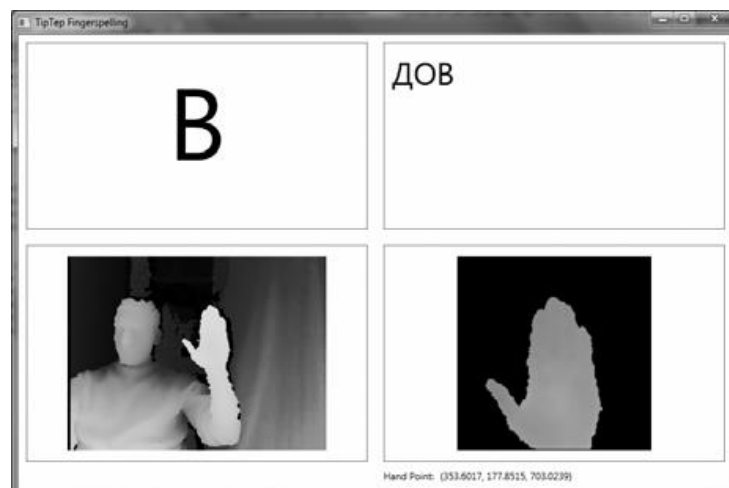 TipTep Fingerspelling
В
ДОВ
Hand Point: (353.6017, 177.8515, 703.0239)